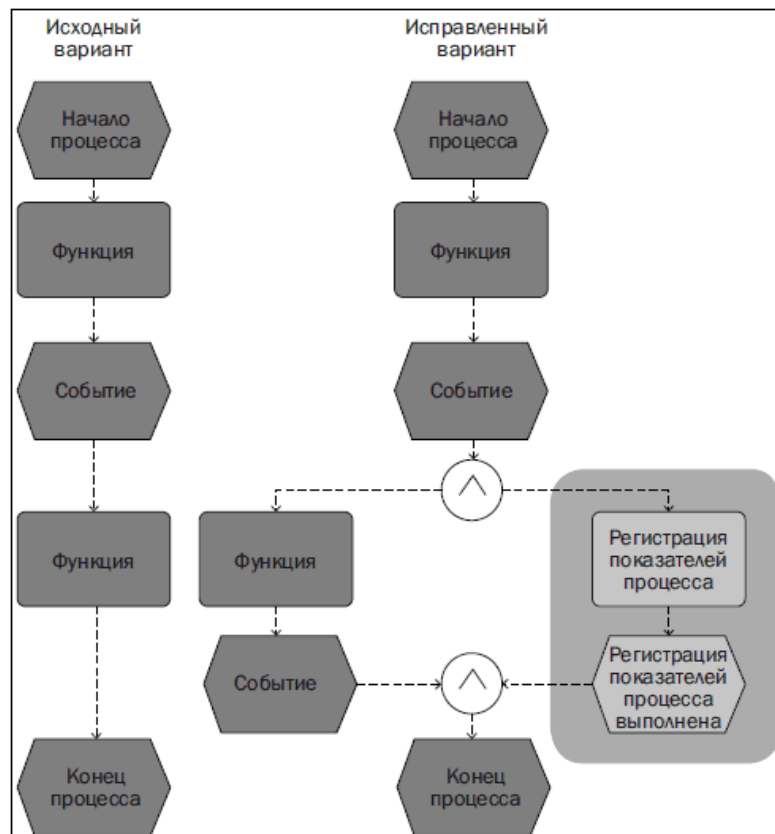 Исходный
вариант
Исправленный
вариант
Начало
процесса
Начало
процесса
Функция
Функция
Событие
Событие
Функция
Функция
Регистрация
показателей
процесса
Событие
Регистрация
показателей
процесса
выполнена
Конец
процесса
Конец
процесса